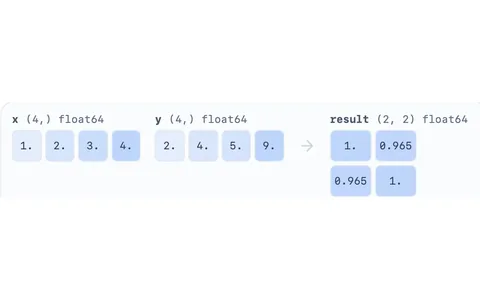 x (4,) float64 y (4,) float64 result (2, 2) float64
1. 2. 3. 4. 2. 4. 5. 9. → 1. 0.965
0.965 1.